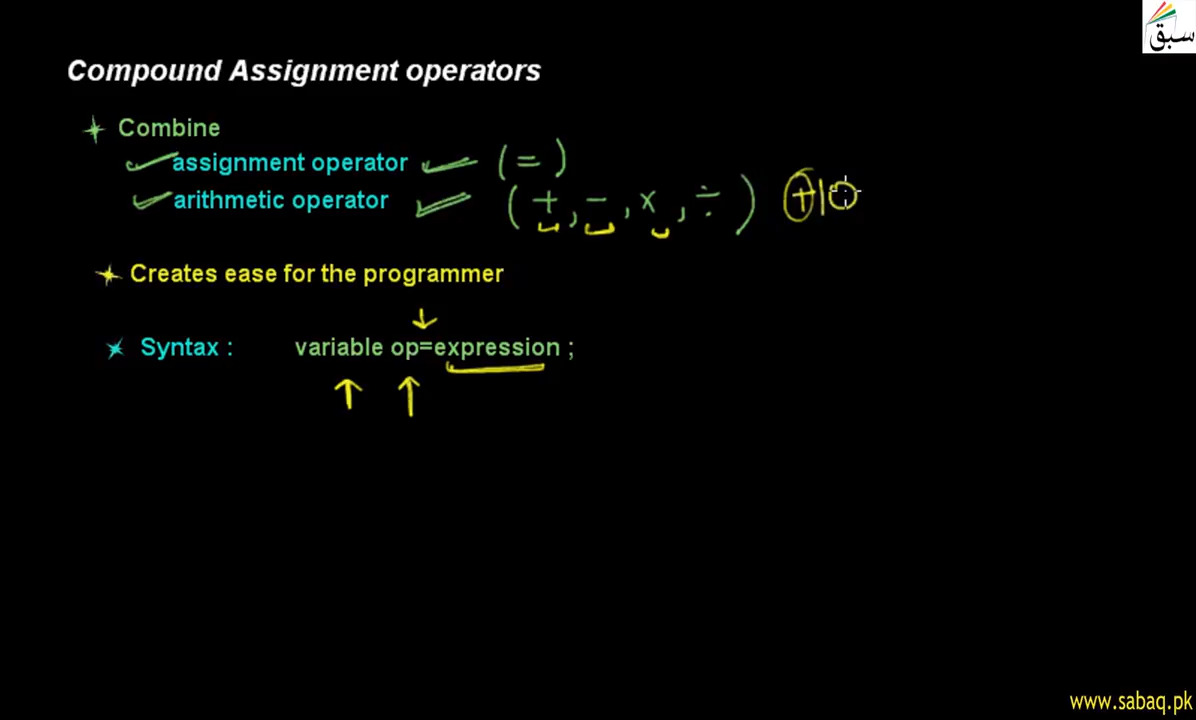 سبق
Compound Assignment operators
Combine
assignment operator (=)
arithmetic operator (+, -, x, ÷) +10
Creates ease for the programmer
Syntax : variable op=expression ;
www.sabaq.pk